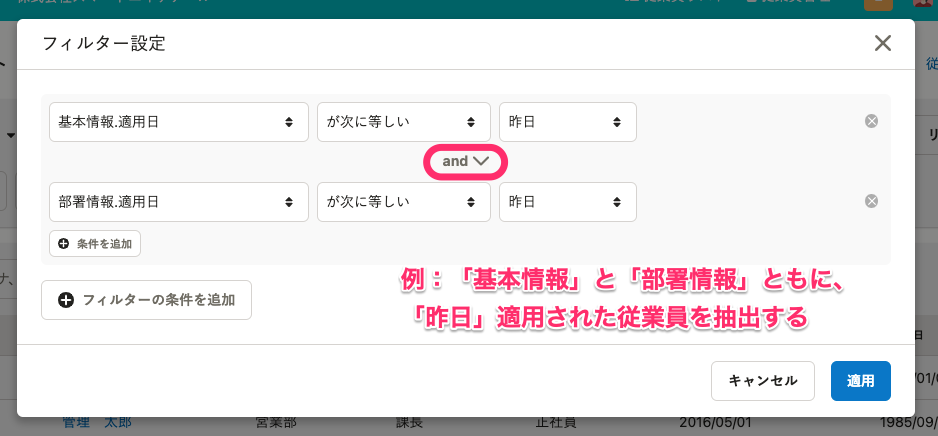 フィルター設定
基本情報.適用日 が次に等しい 昨日
and
部署情報.適用日 が次に等しい 昨日
条件を追加
フィルターの条件を追加
例：「基本情報」と「部署情報」ともに、
「昨日」適用された従業員を抽出する
キャンセル 適用
管理 太郎 営業部 課長 正社員 2016/05/01 1985/09/